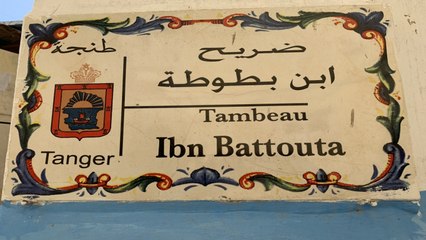 طنجة
Tanger
ضريح
ابن بطوطة
Tambeau
Ibn Battouta